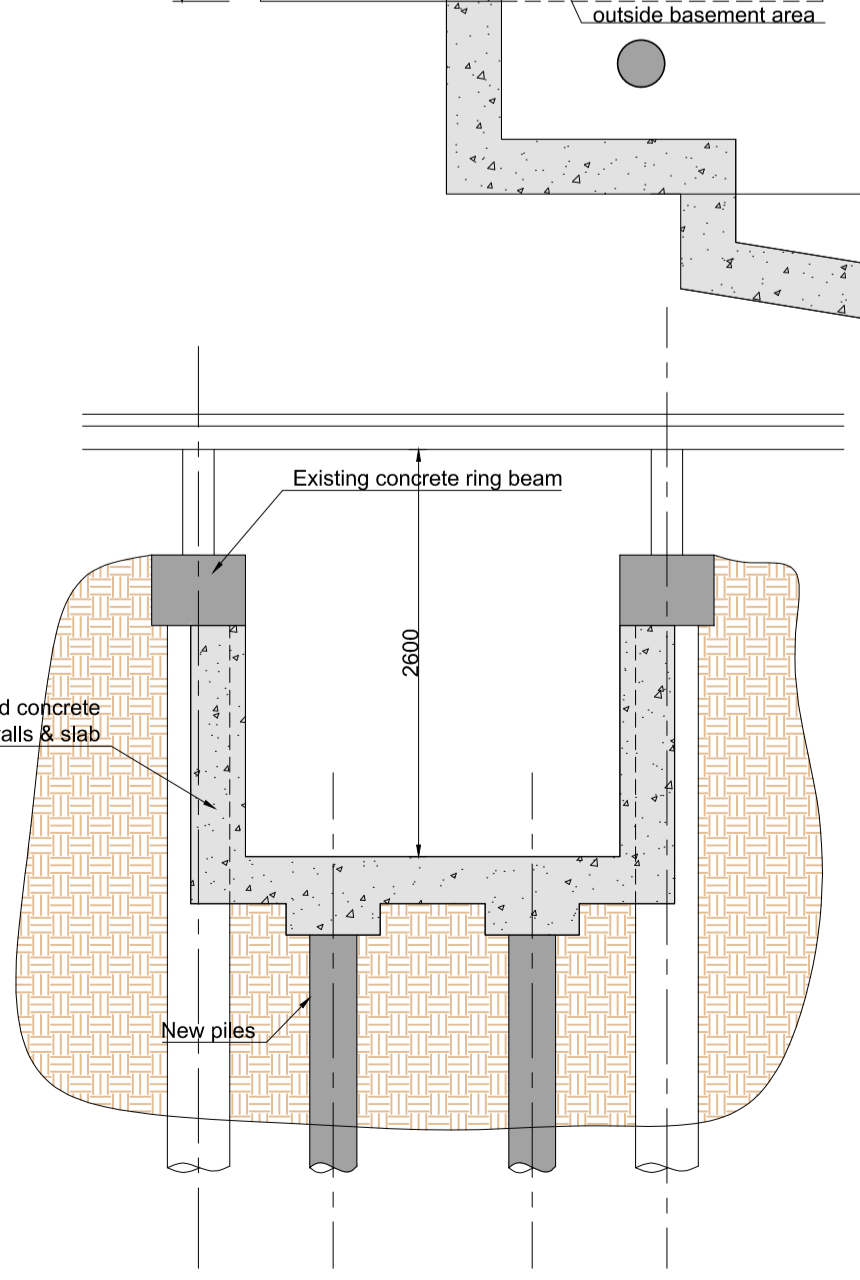 outside basement area
Existing concrete ring beam
2600
d concrete
alls & slab
New piles